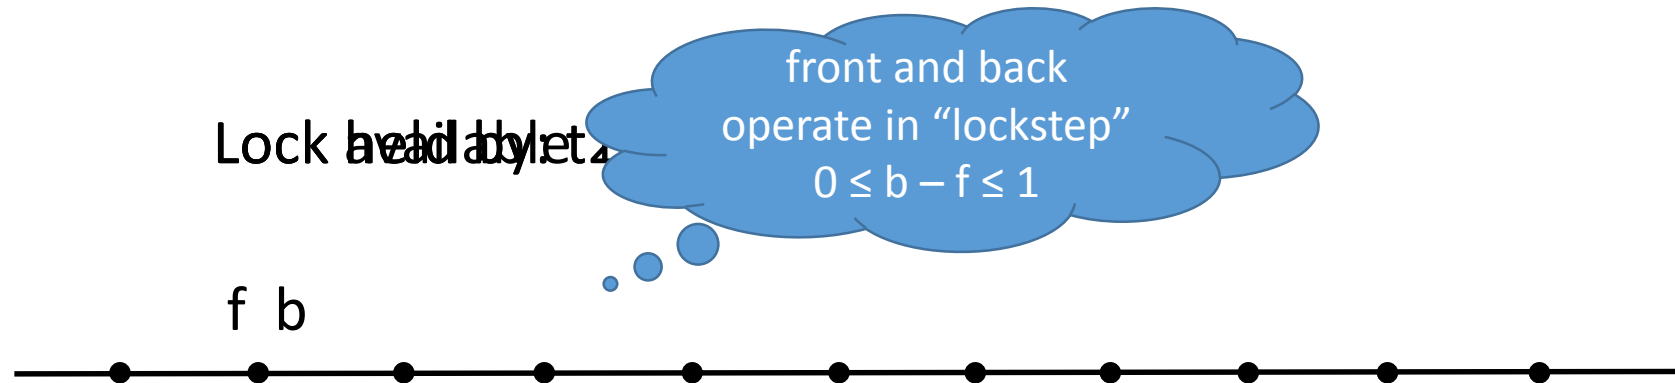 front and back
operate in “lockstep”
0 ≤ b – f ≤ 1
Lock
f b